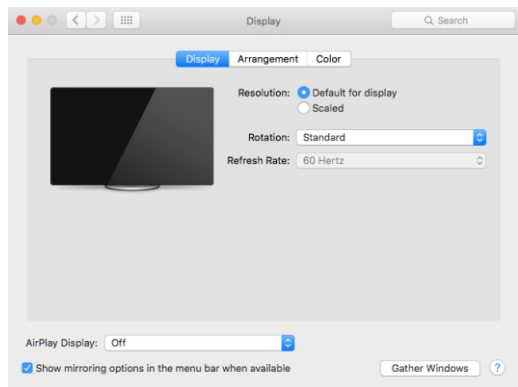 Display
Search
Display Arrangement Color
Resolution: Default for display
Scaled
Rotation: Standard
Refresh Rate: 60 Hertz
AirPlay Display: Off
Show mirroring options in the menu bar when available
Gather Windows ?